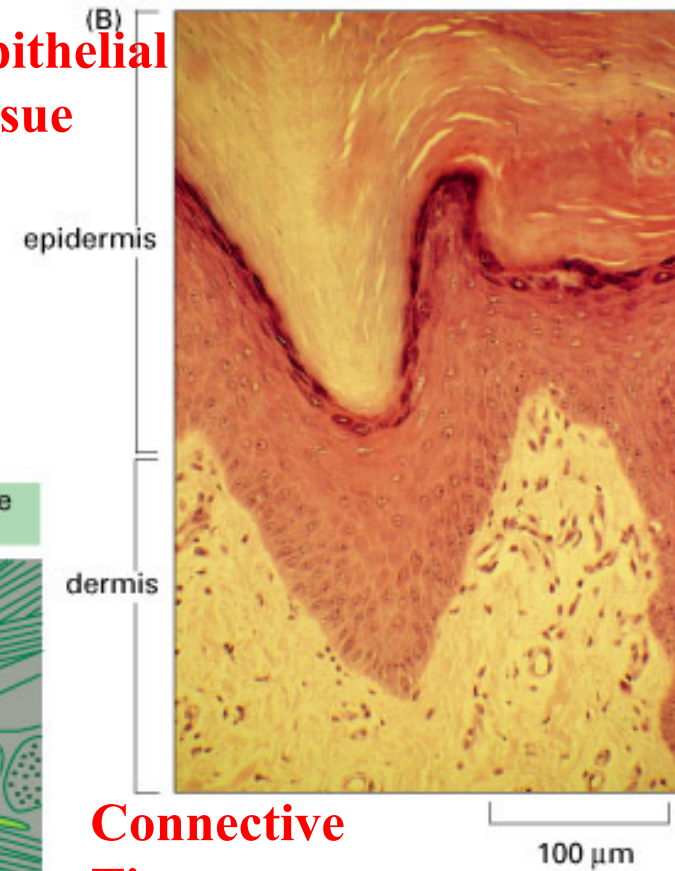 (B)
pithelial
sue
epidermis
e
dermis
Connective
100 μm